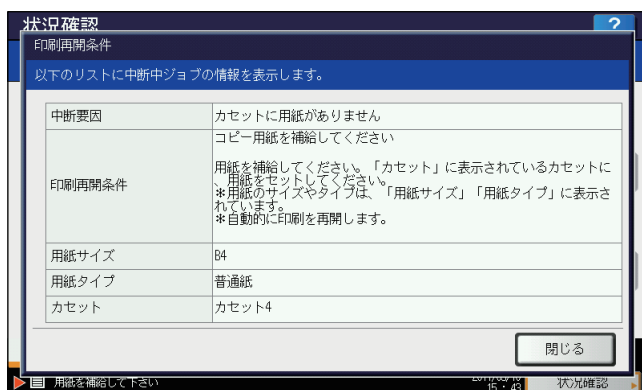 状況確認
?
印刷再開条件
以下のリストに中断中ジョブの情報を表示します。
中断要因
カセットに用紙がありません
印刷再開条件
コピー用紙を補給してください
用紙を補給してください。「カセット」に表示されているカセットに
、用紙をセットしてください。
*用紙のサイズやタイプは、「用紙サイズ」「用紙タイプ」に表示さ
れています。
*自動的に印刷を再開します。
用紙サイズ
B4
用紙タイプ
普通紙
カセット
カセット4
閉じる
用紙を補給して下さい
15:43
状況確認